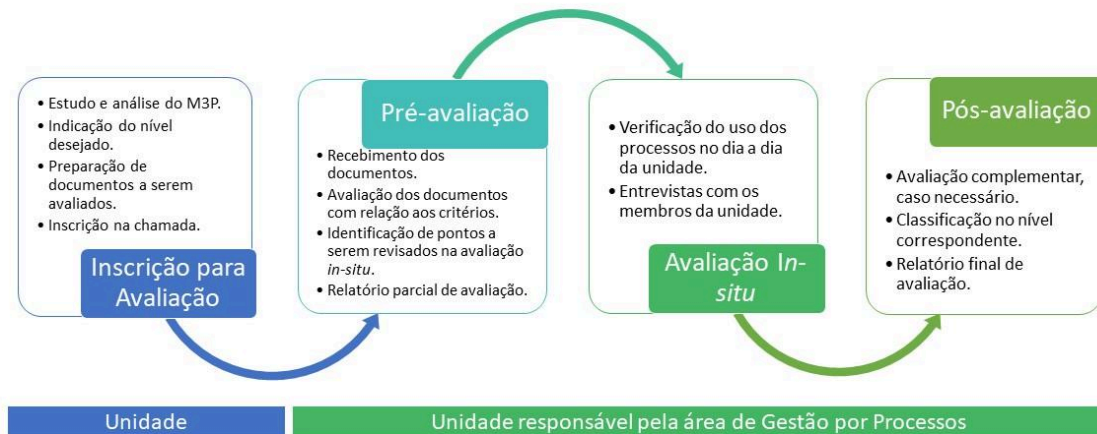 • Estudo e análise do M3P.
• Indicação do nível
desejado.
• Preparação de
documentos a serem
avaliados.
• Inscrição na chamada.
Inscrição para
Avaliação
Pré-avaliação
• Recebimento dos
documentos.
• Avaliação dos documentos
com relação aos critérios.
• Identificação de pontos a
serem revisados na avaliação
in-situ.
• Relatório parcial de avaliação.
• Verificação do uso dos
processos no dia a dia
da unidade.
• Entrevistas com os
membros da unidade.
Avaliação In-
situ
Pós-avaliação
• Avaliação complementar,
caso necessário.
• Classificação no nível
correspondente.
• Relatório final de
avaliação.
Unidade
Unidade responsável pela área de Gestão por Processos